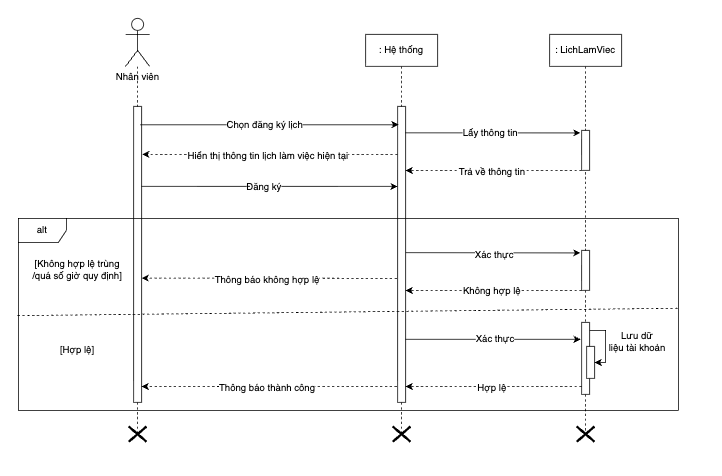 : Hệ thống
: LichLamViec
Nhân viên
Chọn đăng ký lịch
Lấy thông tin
Hiển thị thông tin lịch làm việc hiện tại
Trả về thông tin
Đăng ký
alt
[Không hợp lệ trùng
/quá số giờ quy định]
Xác thực
Thông báo không hợp lệ
Không hợp lệ
[Hợp lệ]
Xác thực
Lưu dữ
liệu tài khoản
Thông báo thành công
Hợp lệ